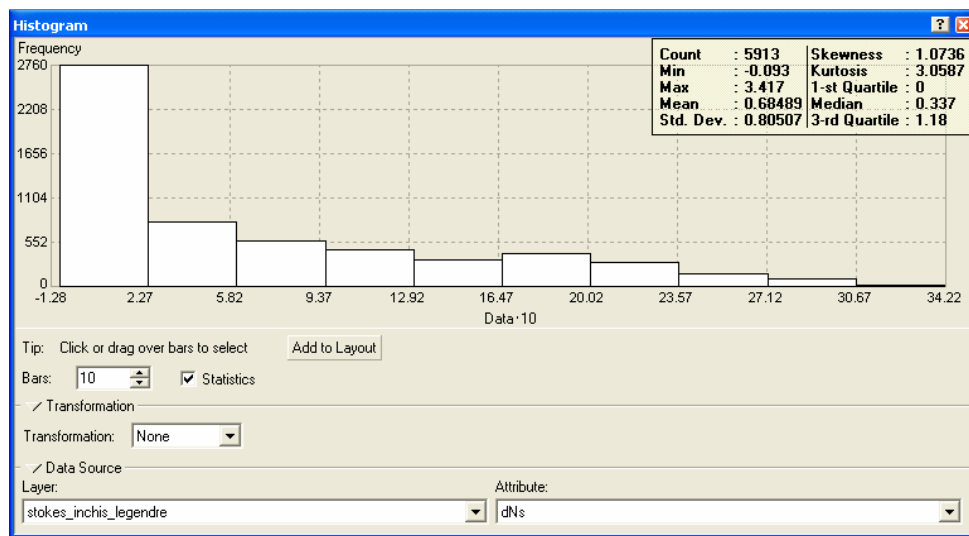 Histogram
Frequency
Count : 5913 Skewness : 1.0736
Min : -0.093 Kurtosis : 3.0587
Max : 3.417 1-st Quartile : 0
Mean : 0.68489 Median : 0.337
Std. Dev. : 0.80507 3-rd Quartile : 1.18
2760
2208
1656
1104
552
0
-1.28 2.27 5.82 9.37 12.92 16.47 20.02 23.57 27.12 30.67 34.22
Data·10
Tip: Click or drag over bars to select Add to Layout
Bars: 10 Statistics
Transformation
Transformation: None
Data Source
Layer: Attribute:
stokes_inchis_legendre dNs